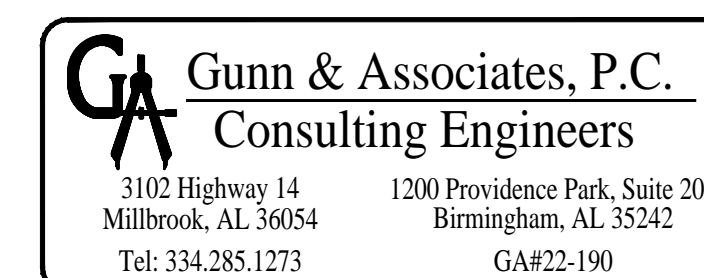 GA
Gunn & Associates, P.C.
Consulting Engineers
3102 Highway 14
Millbrook, AL 36054
Tel: 334.285.1273
1200 Providence Park, Suite 20
Birmingham, AL 35242
GA#22-190